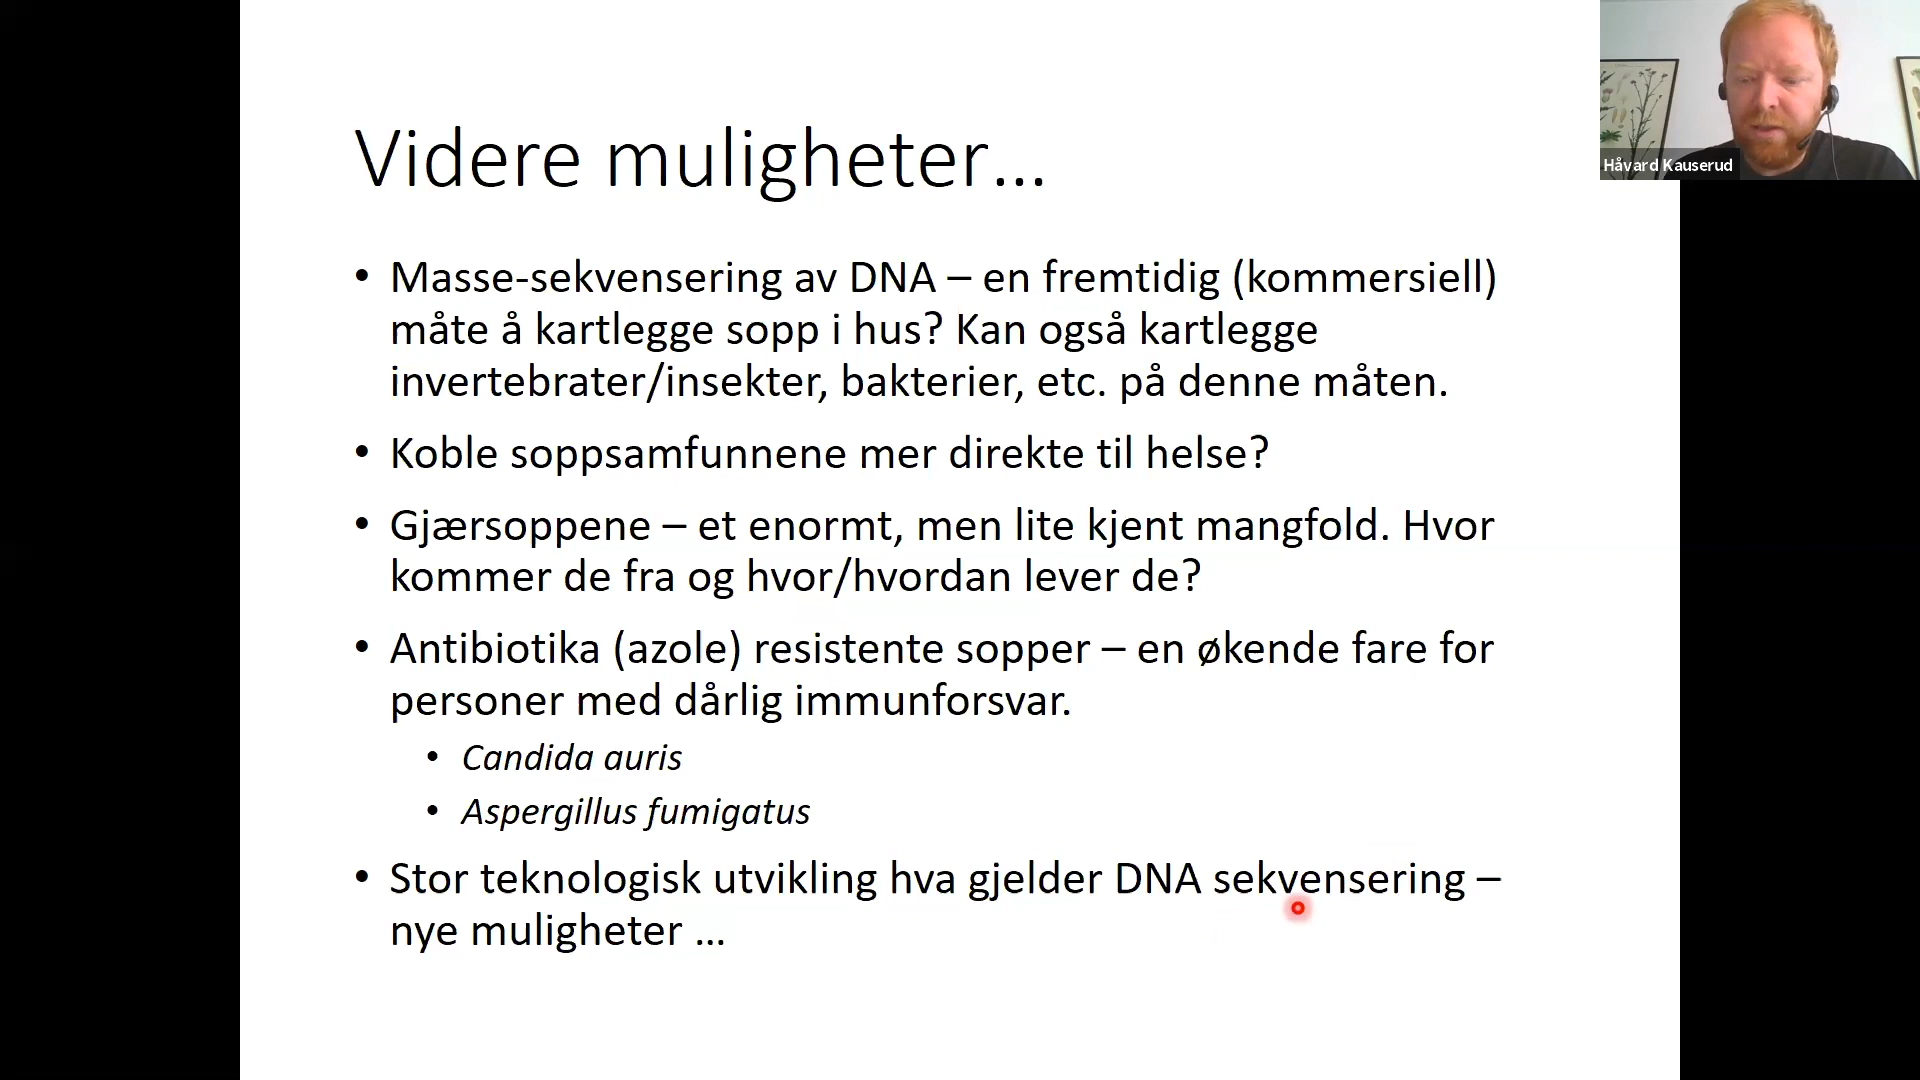 Videre muligheter…
Håvard Kauserud
• Masse-sekvensering av DNA – en fremtidig (kommersiell)
måte å kartlegge sopp i hus? Kan også kartlegge
invertebrater/insekter, bakterier, etc. på denne måten.
• Koble soppsamfunnene mer direkte til helse?
• Gjærsoppene – et enormt, men lite kjent mangfold. Hvor
kommer de fra og hvor/hvordan lever de?
• Antibiotika (azole) resistente sopper – en økende fare for
personer med dårlig immunforsvar.
• Candida auris
• Aspergillus fumigatus
• Stor teknologisk utvikling hva gjelder DNA sekvensering –
nye muligheter …